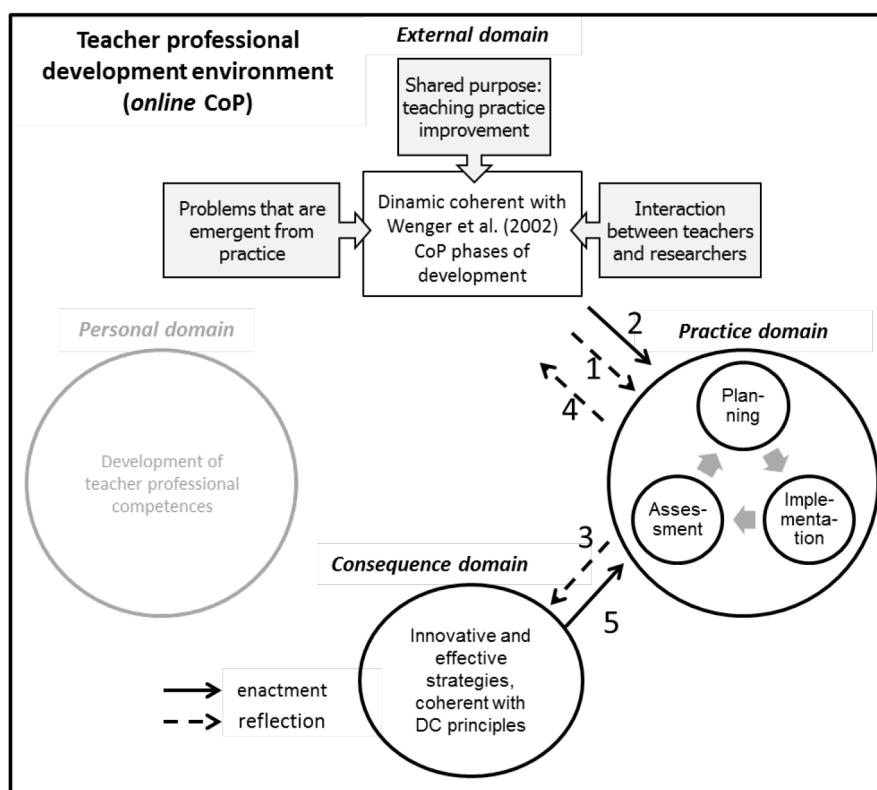 Teacher professional
development environment
(online CoP)
External domain
Shared purpose:
teaching practice
improvement
Problems that are
emergent from
practice
Dinamic coherent with
Wenger et al. (2002)
CoP phases of
development
Interaction
between teachers
and researchers
Personal domain
Development of
teacher professional
competences
2
1
4
Practice domain
Plan-
ning
Asses-
sment
Imple-
mentation
3
5
Consequence domain
Innovative and
effective
strategies,
coherent with
DC principles
enactment
reflection